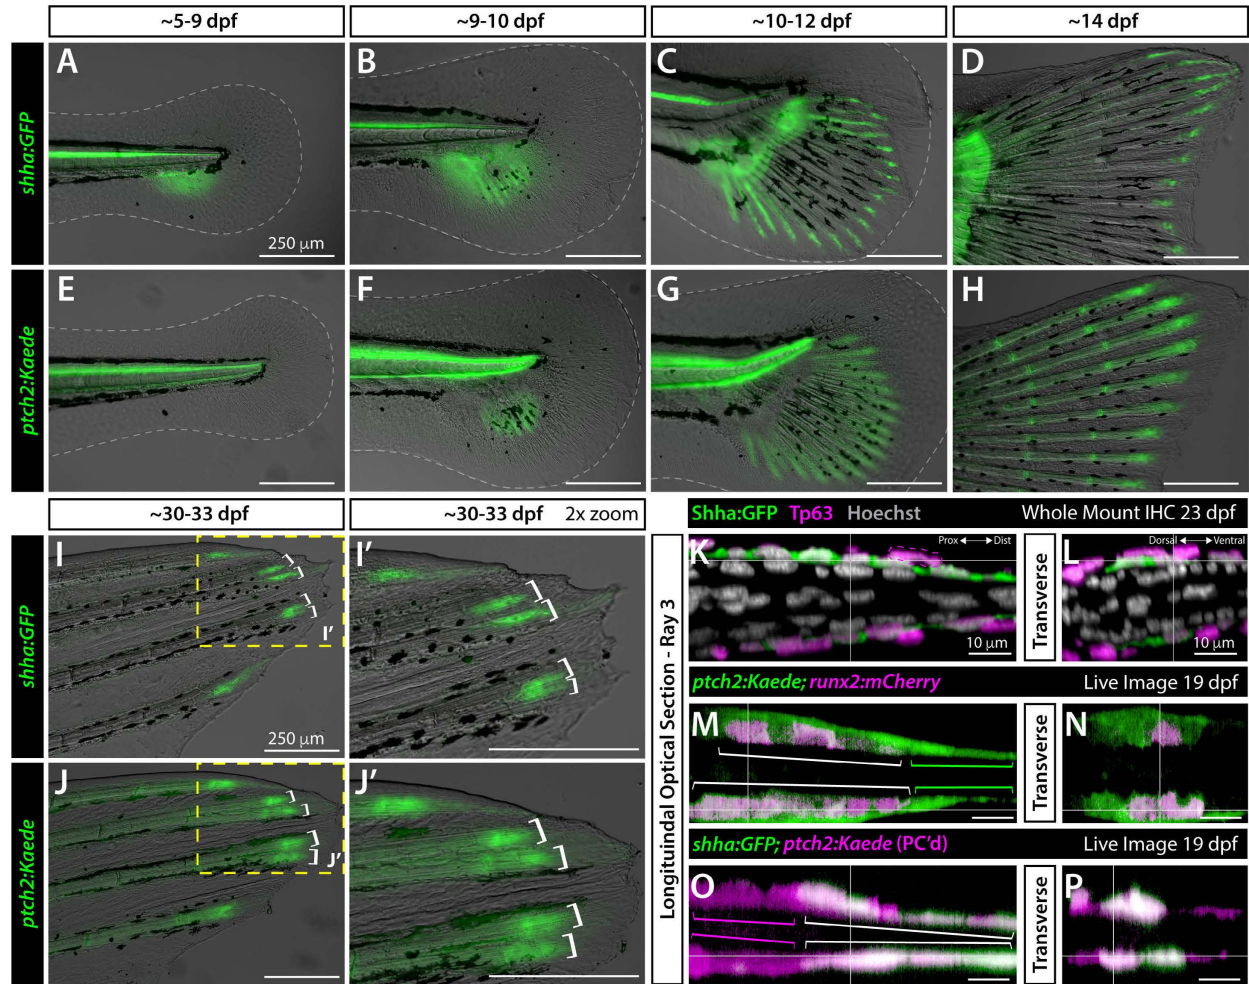 ~5-9 dpf
~9-10 dpf
~10-12 dpf
~14 dpf
shha:GFP
A
250 µm
B
C
D
ptch2:Kaede
E
F
G
H
~30-33 dpf
~30-33 dpf 2x zoom
shha:GFP
I
I′
250 µm
I′
ptch2:Kaede
J
J′
J′
Longituindal Optical Section - Ray 3
Shha:GFP Tp63 Hoechst Whole Mount IHC 23 dpf
K
Prox Dist
10 µm
Transverse
L
Dorsal Ventral
10 µm
ptch2:Kaede; runx2:mCherry Live Image 19 dpf
M
Transverse
N
shha:GFP; ptch2:Kaede (PC'd) Live Image 19 dpf
O
Transverse
P